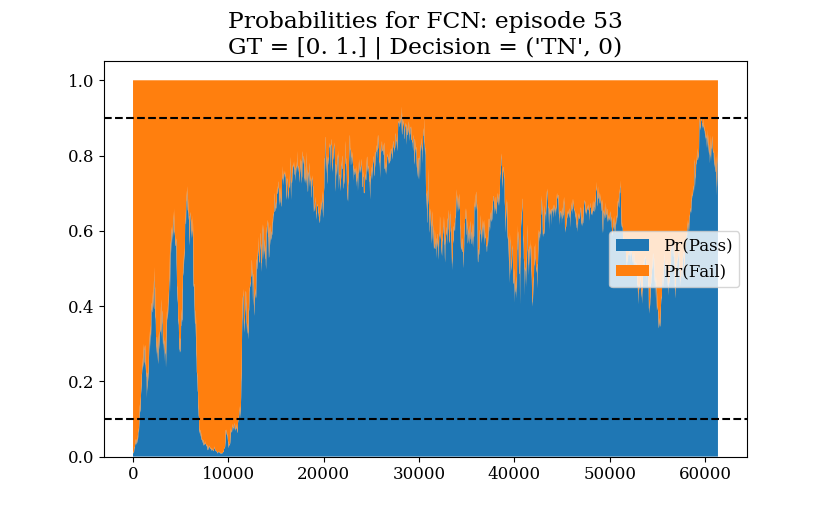 Probabilities for FCN: episode 53
GT = [0. 1.] | Decision = ('TN', 0)
1.0
0.8
0.6
0.4
0.2
0.0
Pr(Pass)
Pr(Fail)
0 10000 20000 30000 40000 50000 60000